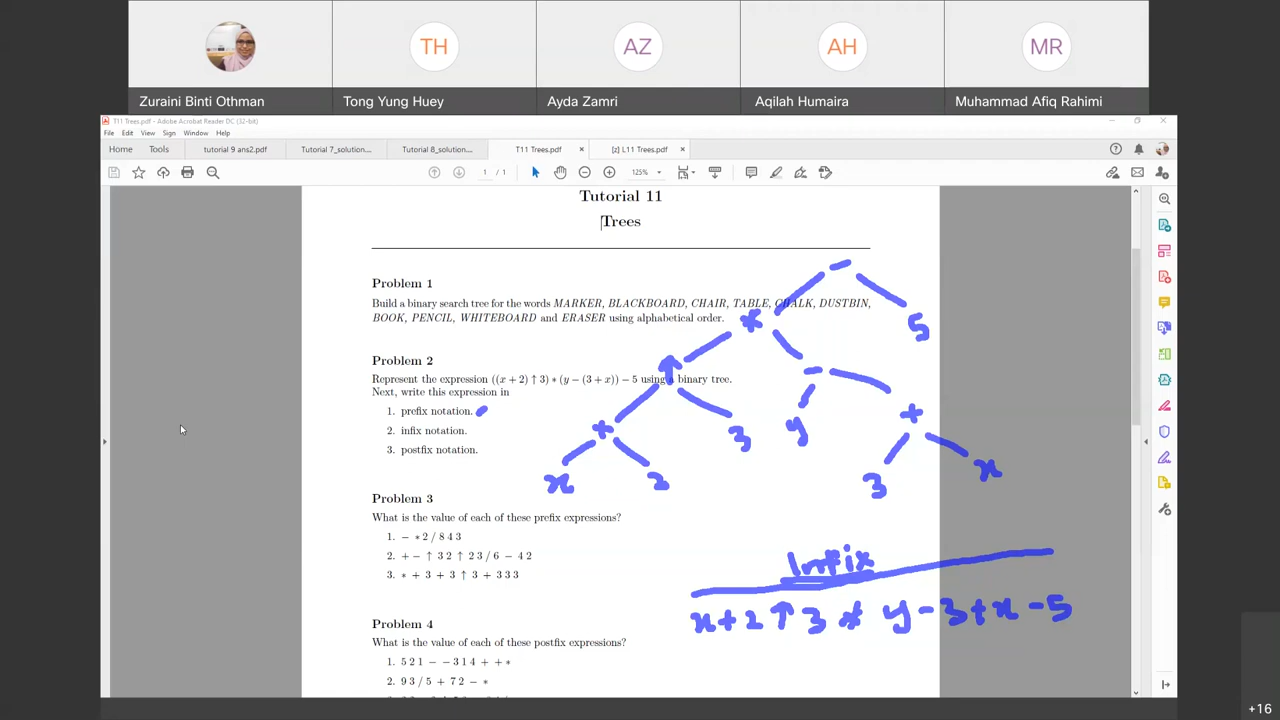 TH
AZ
AH
MR
Zuraini Binti Othman
Tong Yung Huey
Ayda Zamri
Aqilah Humaira
Muhammad Afiq Rahimi
T11 Trees.pdf - Adobe Acrobat Reader DC (32-bit)
File Edit View Sign Window Help
Home Tools tutorial 9 ans2.pdf Tutorial 7_solution.... Tutorial 8_solution.... T11 Trees.pdf × L11 Trees.pdf ×
1 / 1 125%
Tutorial 11
Trees
Problem 1
Build a binary search tree for the words MARKER, BLACKBOARD, CHAIR, TABLE, CHALK, DUSTBIN,
BOOK, PENCIL, WHITEBOARD and ERASER using alphabetical order.
Problem 2
Represent the expression ((x + 2) ↑ 3) ∗ (y − (3 + x)) − 5 using a binary tree.
Next, write this expression in
1. prefix notation.
2. infix notation.
3. postfix notation.
Problem 3
What is the value of each of these prefix expressions?
1. − ∗ 2 / 8 4 3
2. + − ↑ 3 2 ↑ 2 3 / 6 − 4 2
3. ∗ + 3 + 3 ↑ 3 + 3 3 3
Problem 4
What is the value of each of these postfix expressions?
1. 5 2 1 − − 3 1 4 + + ∗
2. 9 3 / 5 + 7 2 − ∗
-
* 5
↑ -
+ 3 y +
x 2 3 x
Infix
x + 2 ↑ 3 * y - 3 + x - 5
+16